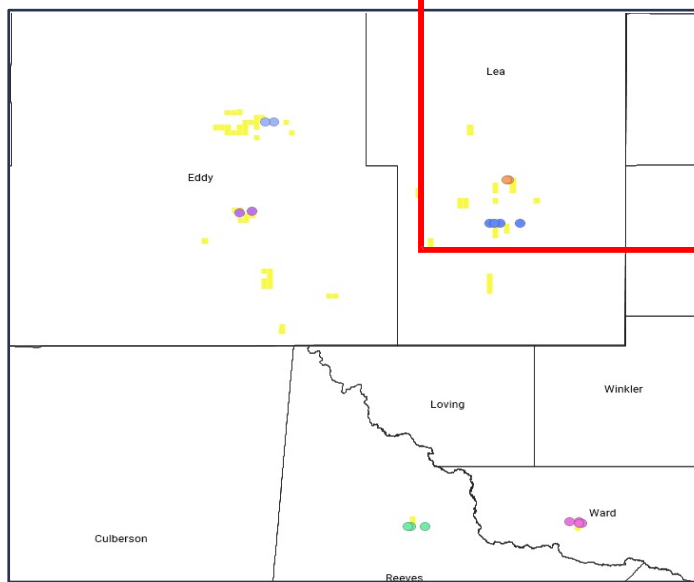 Lea
Eddy
Winkler
Loving
Ward
Culberson
Reeves